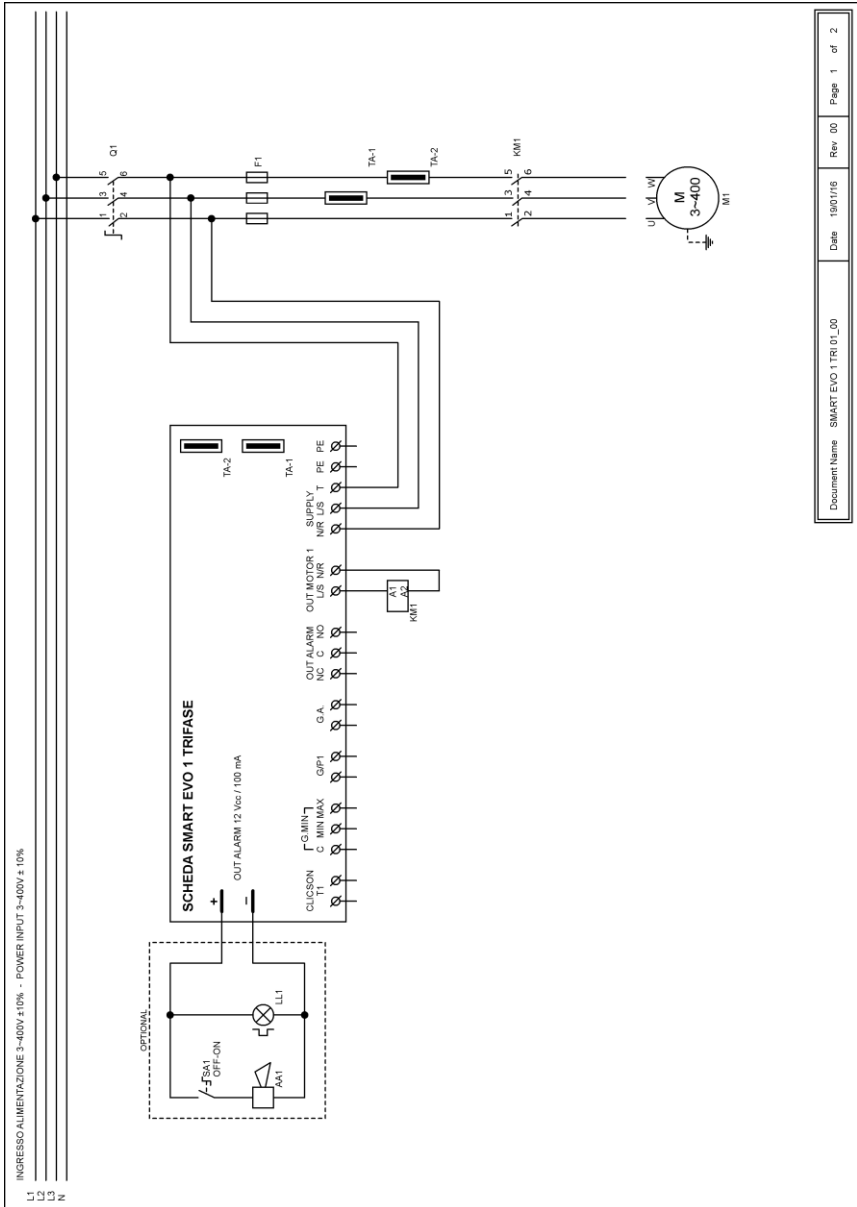 INGRESSO ALIMENTAZIONE 3~400V ±10% - POWER INPUT 3~400V ± 10%
L1
L2
L3
N
OPTIONAL
SA1
OFF-ON
AA1
LL1
SCHEDA SMART EVO 1 TRIFASE
+
OUT ALARM 12 Vcc / 100 mA
-
TA-2
TA-1
CLICSON
T1
G.MIN
C MIN MAX
G/P1
G.A.
OUT ALARM
NC C NO
OUT MOTOR 1
L/S N/R
SUPPLY
N/R L/S T
PE PE
A1
A2
KM1
Q1
1 3 5
2 4 6
F1
TA-1
TA-2
KM1
1 3 5
2 4 6
U V W
M
3~400
M1
Document Name SMART EVO 1 TRI 01_00 Date 19/01/16 Rev 00 Page 1 of 2